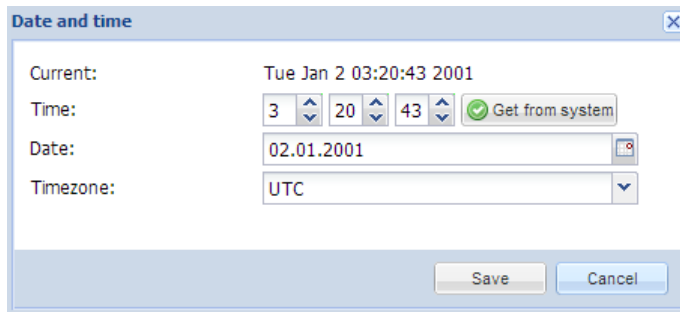 Date and time
Current: Tue Jan 2 03:20:43 2001
Time: 3 20 43 Get from system
Date: 02.01.2001
Timezone: UTC
Save Cancel